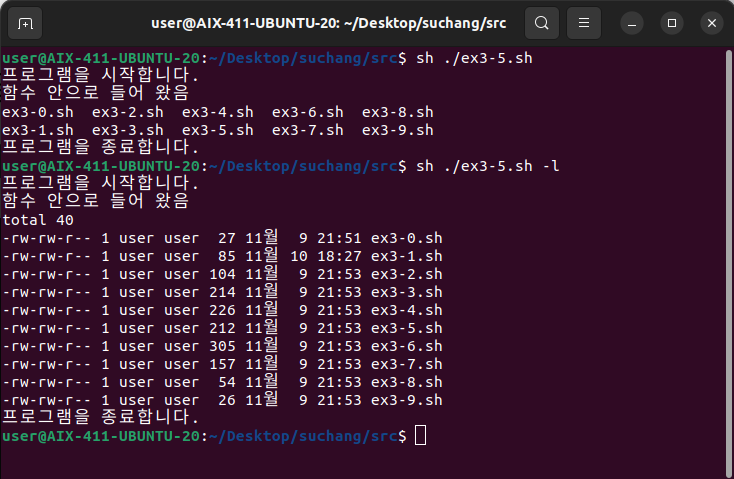 user@AIX-411-UBUNTU-20: ~/Desktop/suchang/src
user@AIX-411-UBUNTU-20:~/Desktop/suchang/src$ sh ./ex3-5.sh
프로그램을 시작합니다.
함수 안으로 들어 왔음
ex3-0.sh  ex3-2.sh  ex3-4.sh  ex3-6.sh  ex3-8.sh
ex3-1.sh  ex3-3.sh  ex3-5.sh  ex3-7.sh  ex3-9.sh
프로그램을 종료합니다.
user@AIX-411-UBUNTU-20:~/Desktop/suchang/src$ sh ./ex3-5.sh -l
프로그램을 시작합니다.
함수 안으로 들어 왔음
total 40
-rw-rw-r-- 1 user user  27 11월  9 21:51 ex3-0.sh
-rw-rw-r-- 1 user user  85 11월 10 18:27 ex3-1.sh
-rw-rw-r-- 1 user user 104 11월  9 21:53 ex3-2.sh
-rw-rw-r-- 1 user user 214 11월  9 21:53 ex3-3.sh
-rw-rw-r-- 1 user user 226 11월  9 21:53 ex3-4.sh
-rw-rw-r-- 1 user user 212 11월  9 21:53 ex3-5.sh
-rw-rw-r-- 1 user user 305 11월  9 21:53 ex3-6.sh
-rw-rw-r-- 1 user user 157 11월  9 21:53 ex3-7.sh
-rw-rw-r-- 1 user user  54 11월  9 21:53 ex3-8.sh
-rw-rw-r-- 1 user user  26 11월  9 21:53 ex3-9.sh
프로그램을 종료합니다.
user@AIX-411-UBUNTU-20:~/Desktop/suchang/src$